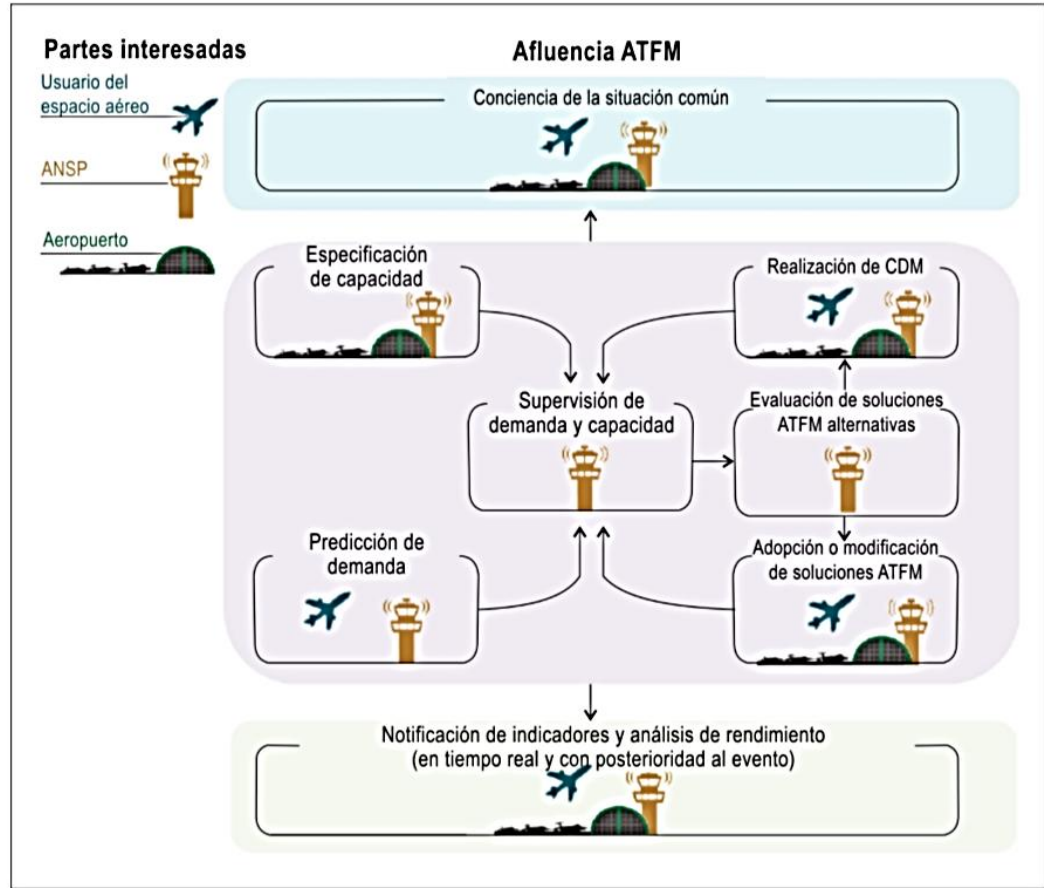 Partes interesadas
Afluencia ATFM
Usuario del
espacio aéreo
ANSP
Aeropuerto
Conciencia de la situación común
Especificación
de capacidad
Realización de CDM
Supervisión de
demanda y capacidad
Evaluación de soluciones
ATFM alternativas
Predicción de
demanda
Adopción o modificación
de soluciones ATFM
Notificación de indicadores y análisis de rendimiento
(en tiempo real y con posterioridad al evento)